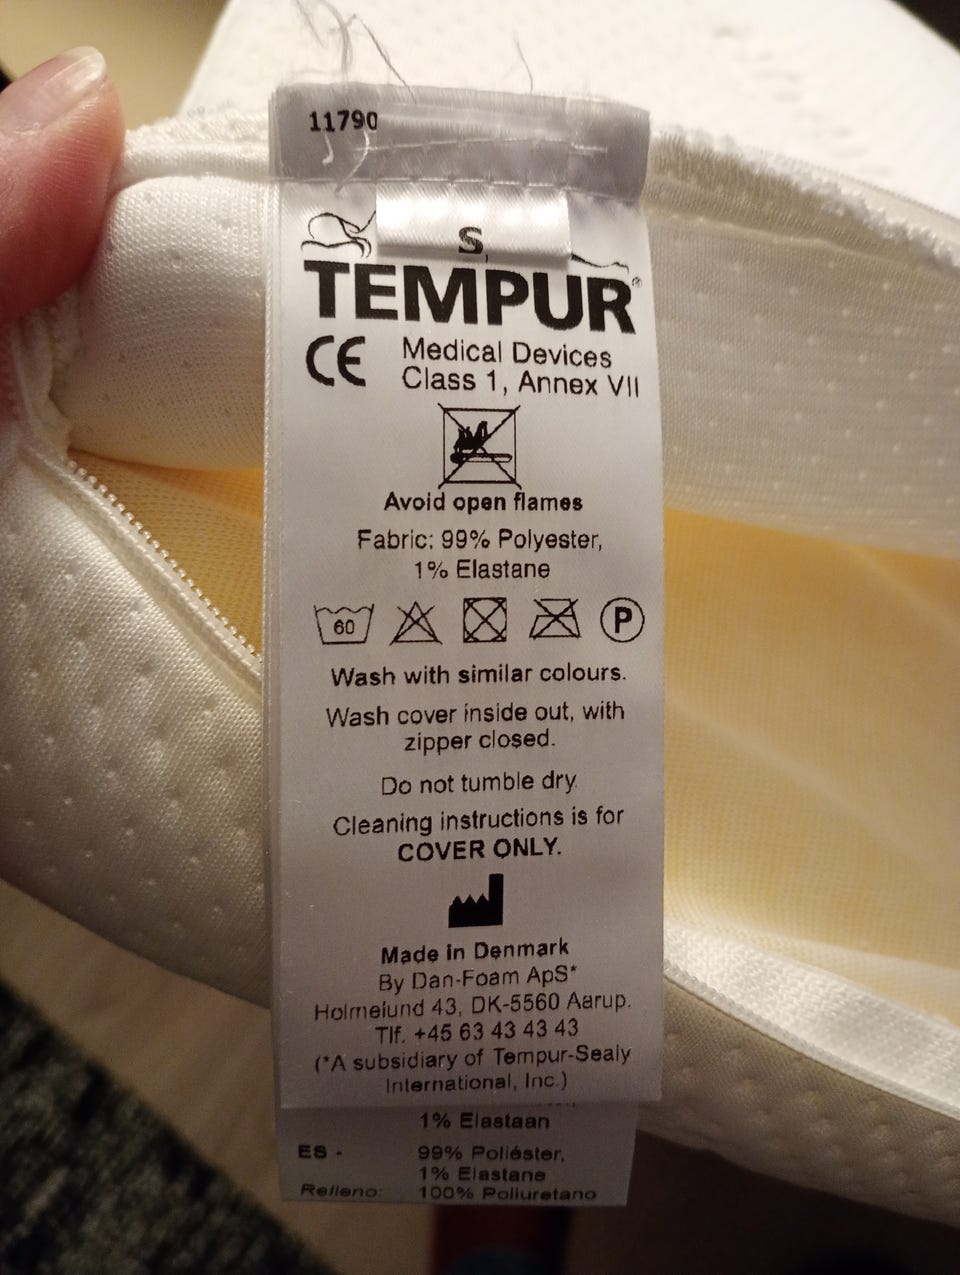 11790
S,
TEMPUR®
CE Medical Devices
Class 1, Annex VII
Avoid open flames
Fabric: 99% Polyester,
1% Elastane
60 P
Wash with similar colours.
Wash cover inside out, with
zipper closed.
Do not tumble dry.
Cleaning instructions is for
COVER ONLY.
Made in Denmark
By Dan-Foam ApS*
Holmelund 43, DK-5560 Aarup.
Tlf. +45 63 43 43 43
(*A subsidiary of Tempur-Sealy
International, Inc.)
1% Elastaan
ES - 99% Poliéster,
1% Elastane
Relleno: 100% Poliuretano